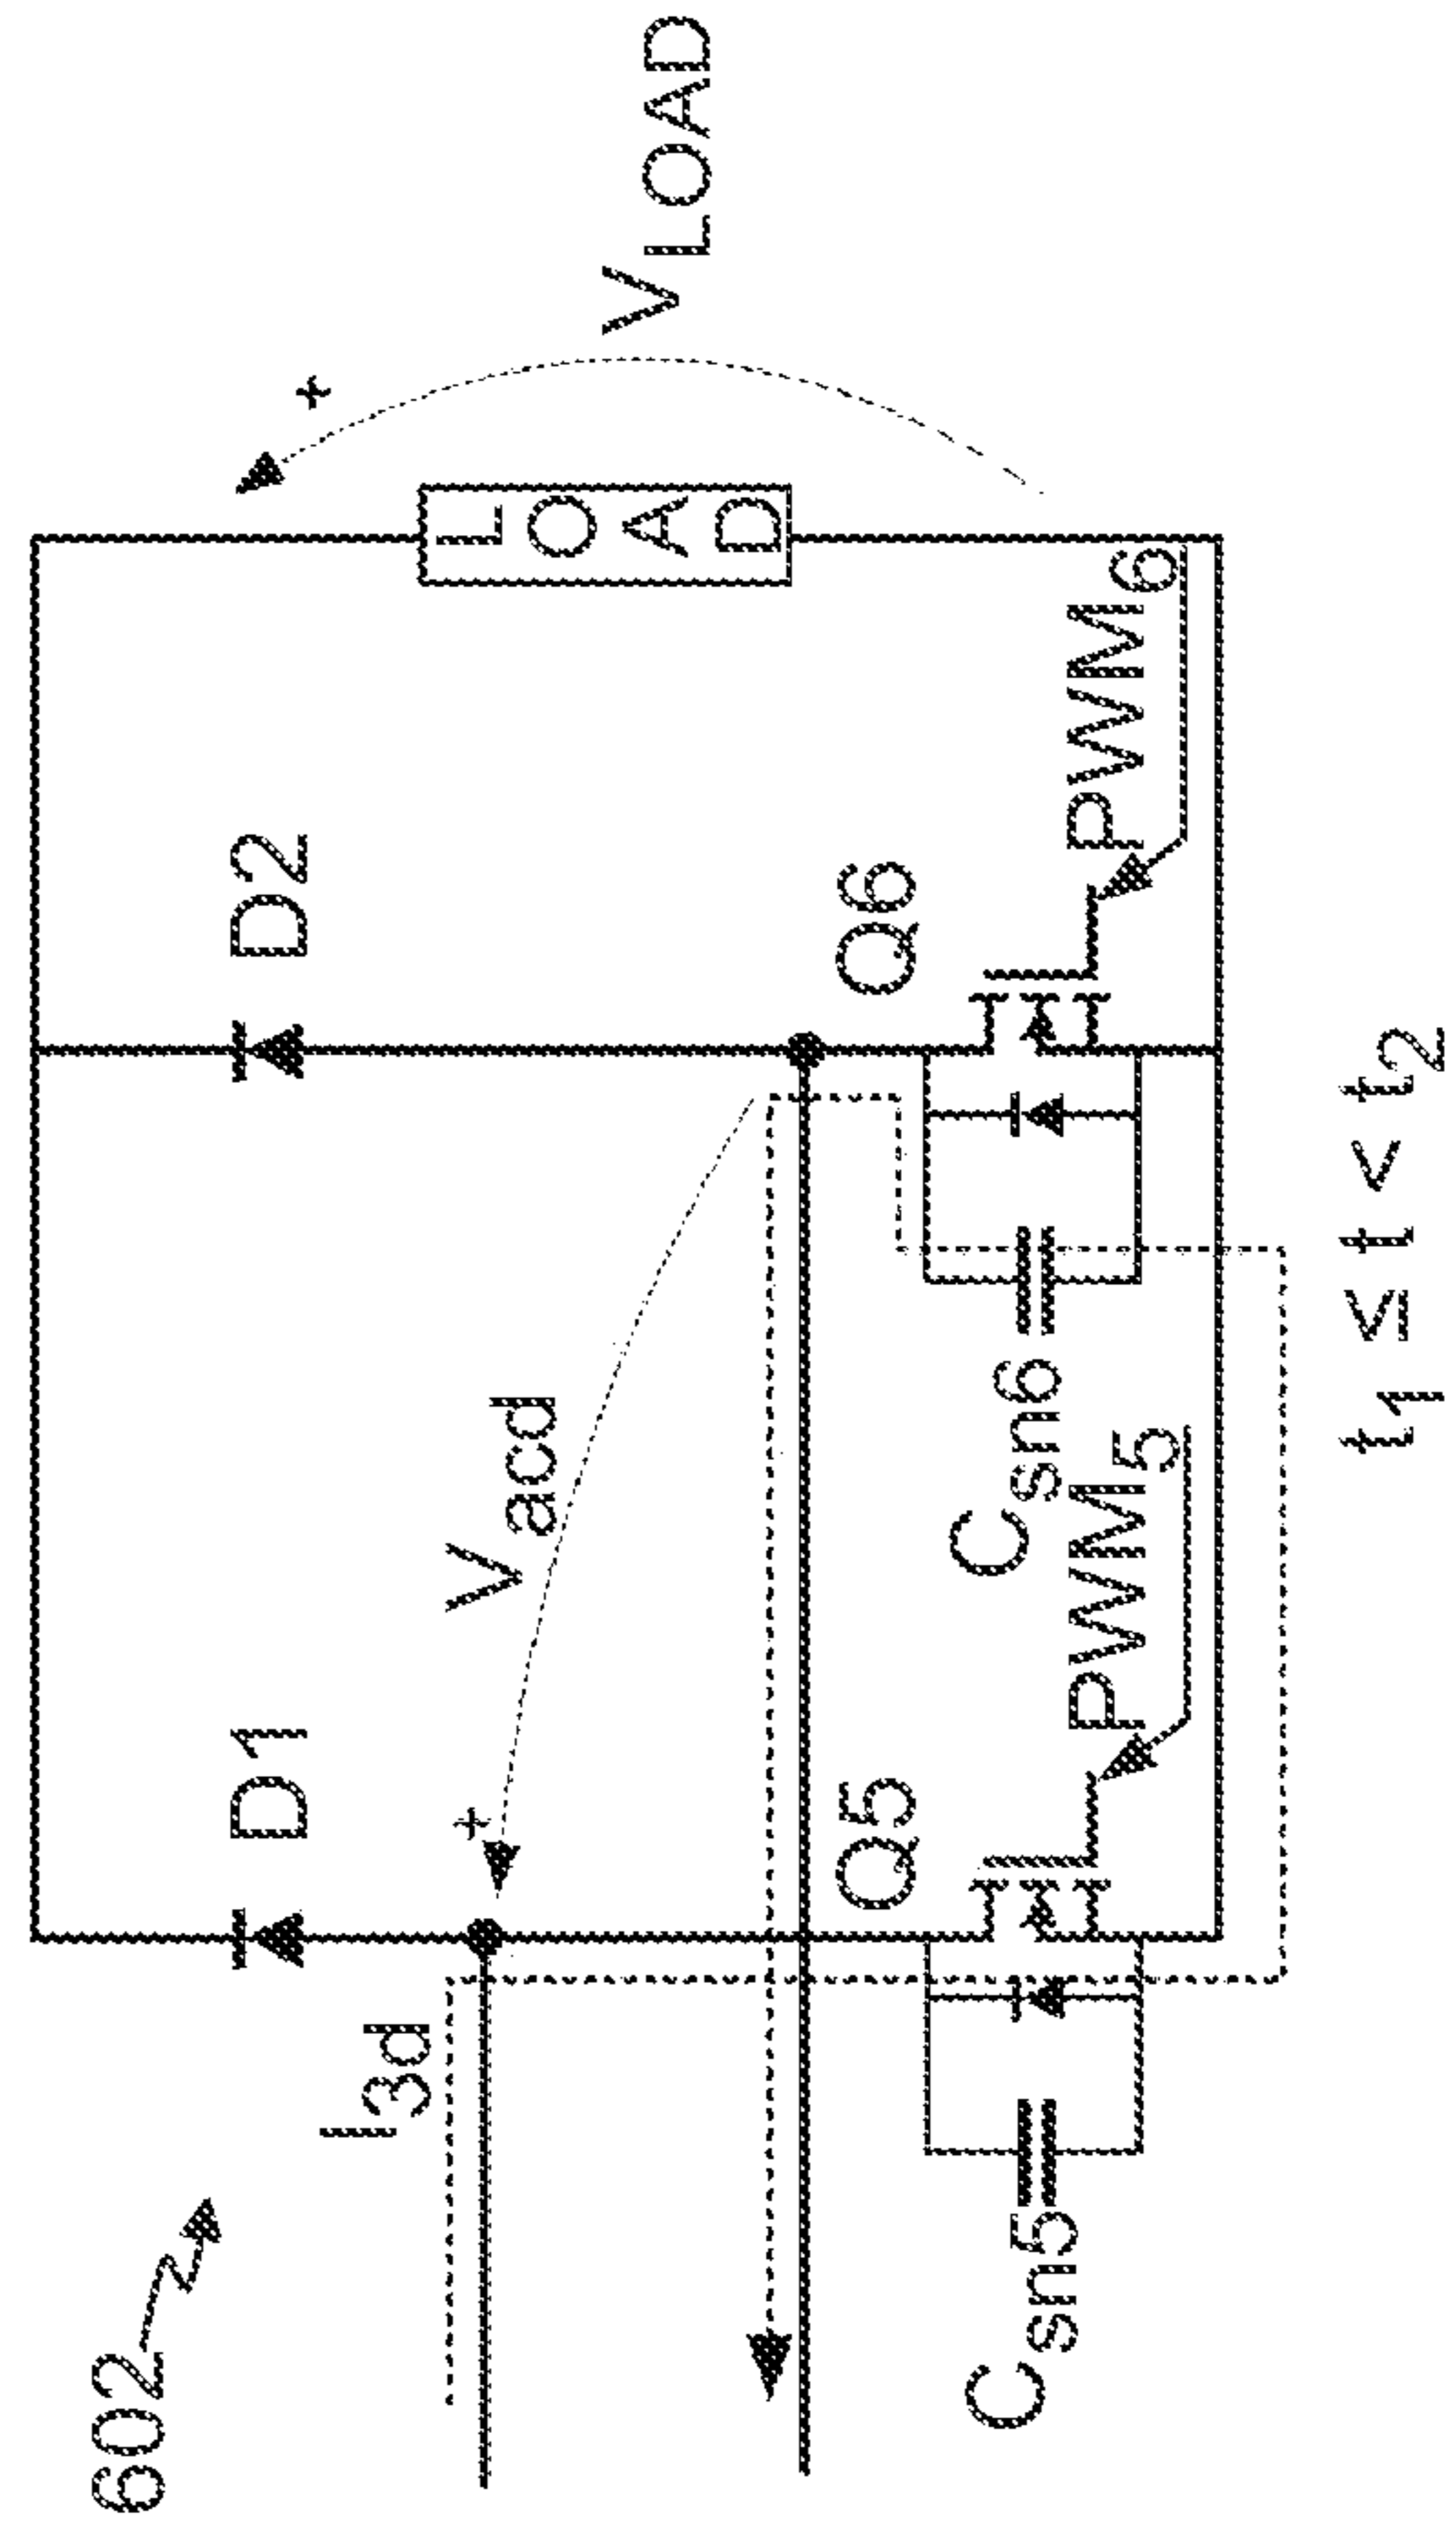 602
I3d
D1
D2
+
Vacd
+
VLOAD
LOAD
Q5
Q6
Csn5
PWM5
Csn6
PWM6
t1 ≤ t < t2